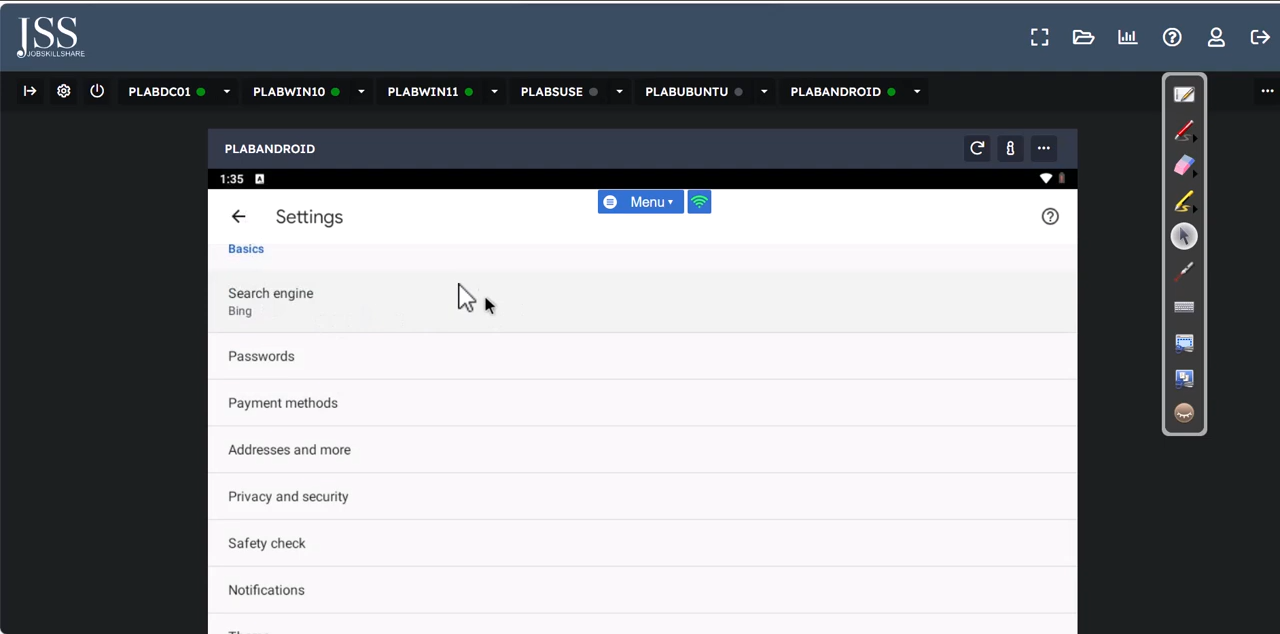 JSS
JOBSKILLSHARE
PLABDC01
PLABWIN10
PLABWIN11
PLABSUSE
PLABUBUNTU
PLABANDROID
PLABANDROID
1:35 A
Menu
Settings
Basics
Search engine
Bing
Passwords
Payment methods
Addresses and more
Privacy and security
Safety check
Notifications